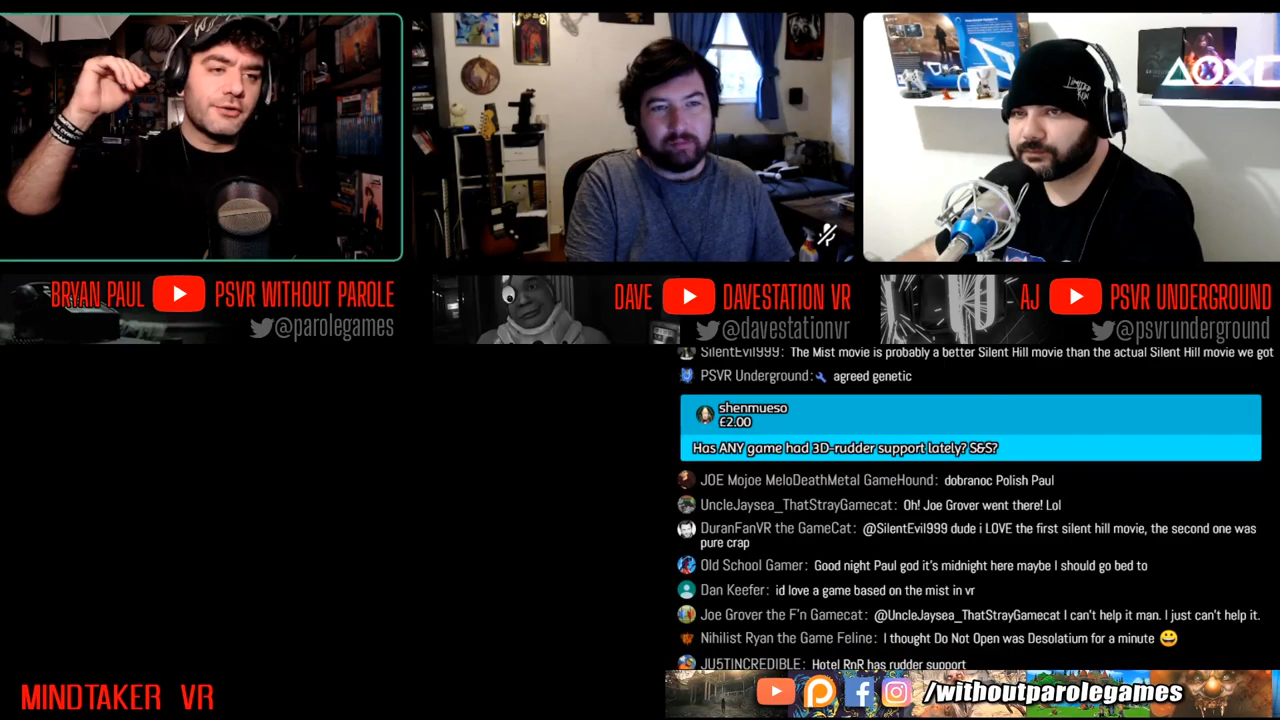 LIMITED RUN
BRYAN PAUL PSVR WITHOUT PAROLE
@parolegames
DAVE DAVESTATION VR
@davestationvr
AJ PSVR UNDERGROUND
@psvrunderground
SilentEvil999: The Mist movie is probably a better Silent Hill movie than the actual Silent Hill movie we got
PSVR Underground: agreed genetic
shenmueso
£2.00
Has ANY game had 3D-rudder support lately? S&S?
JOE Mojoe MeloDeathMetal GameHound: dobranoc Polish Paul
UncleJaysea_ThatStrayGamecat: Oh! Joe Grover went there! Lol
DuranFanVR the GameCat: @SilentEvil999 dude i LOVE the first silent hill movie, the second one was
pure crap
Old School Gamer: Good night Paul god it's midnight here maybe I should go bed to
Dan Keefer: id love a game based on the mist in vr
Joe Grover the F'n Gamecat: @UncleJaysea_ThatStrayGamecat I can't help it man. I just can't help it.
Nihilist Ryan the Game Feline: I thought Do Not Open was Desolatium for a minute 😀
JU5TINCREDIBLE: Hotel RnR has rudder support
MINDTAKER VR
/withoutparolegames